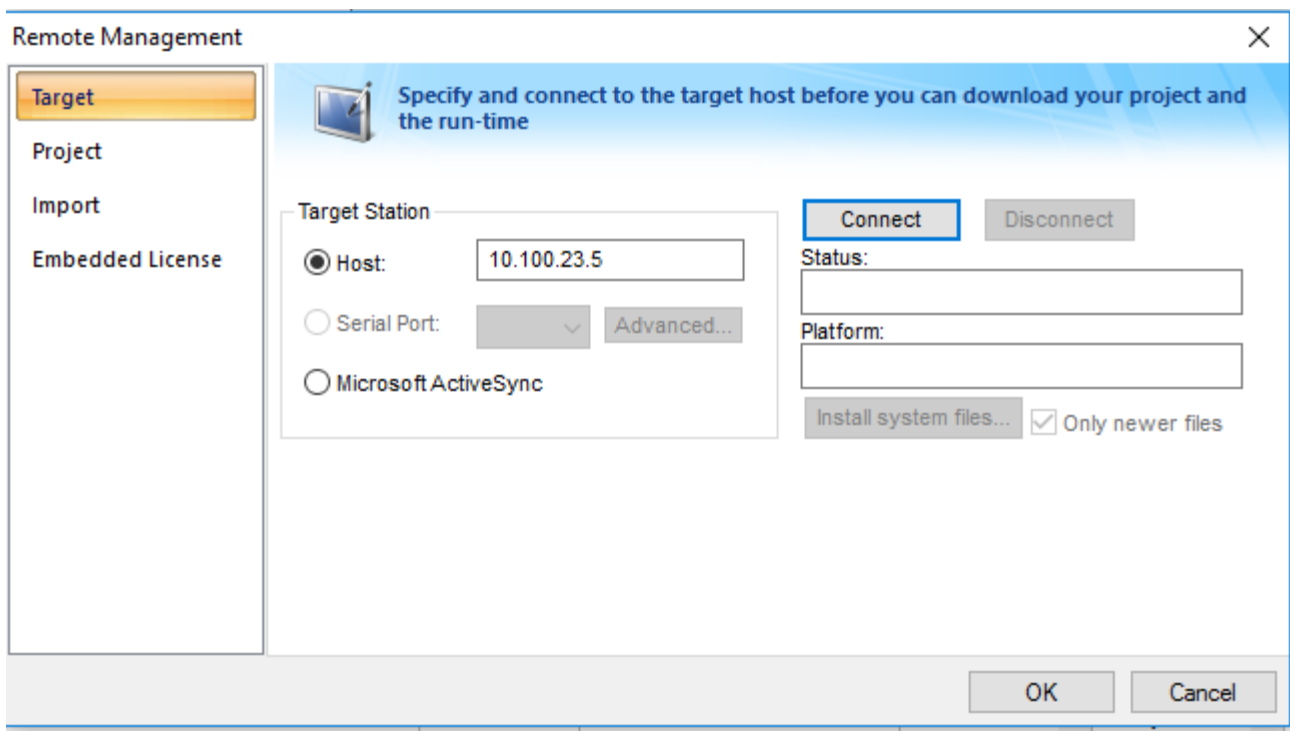 Remote Management
Target
Project
Import
Embedded License
Specify and connect to the target host before you can download your project and
the run-time
Target Station
Host:
10.100.23.5
Serial Port:
Advanced...
Microsoft ActiveSync
Connect
Disconnect
Status:
Platform:
Install system files...
Only newer files
OK
Cancel